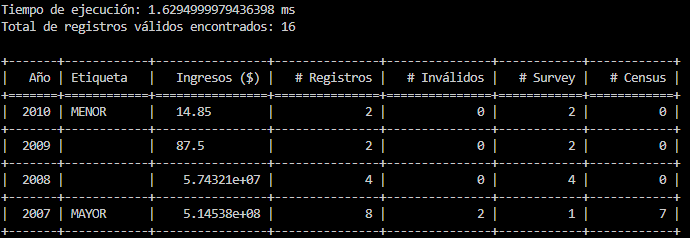 Tiempo de ejecución: 1.6294999979436398 ms
Total de registros válidos encontrados: 16
+-------+------------+---------------+--------------+--------------+-----------+-----------+
|   Año | Etiqueta   |   Ingresos ($) |   # Registros |   # Inválidos |   # Survey |   # Census |
+=======+============+===============+==============+==============+===========+===========+
|  2010 | MENOR      |  14.85         |             2 |             0 |          2 |          0 |
+-------+------------+---------------+--------------+--------------+-----------+-----------+
|  2009 |            |  87.5          |             2 |             0 |          2 |          0 |
+-------+------------+---------------+--------------+--------------+-----------+-----------+
|  2008 |            |   5.74321e+07  |             4 |             0 |          4 |          0 |
+-------+------------+---------------+--------------+--------------+-----------+-----------+
|  2007 | MAYOR      |   5.14538e+08  |             8 |             2 |          1 |          7 |
+-------+------------+---------------+--------------+--------------+-----------+-----------+